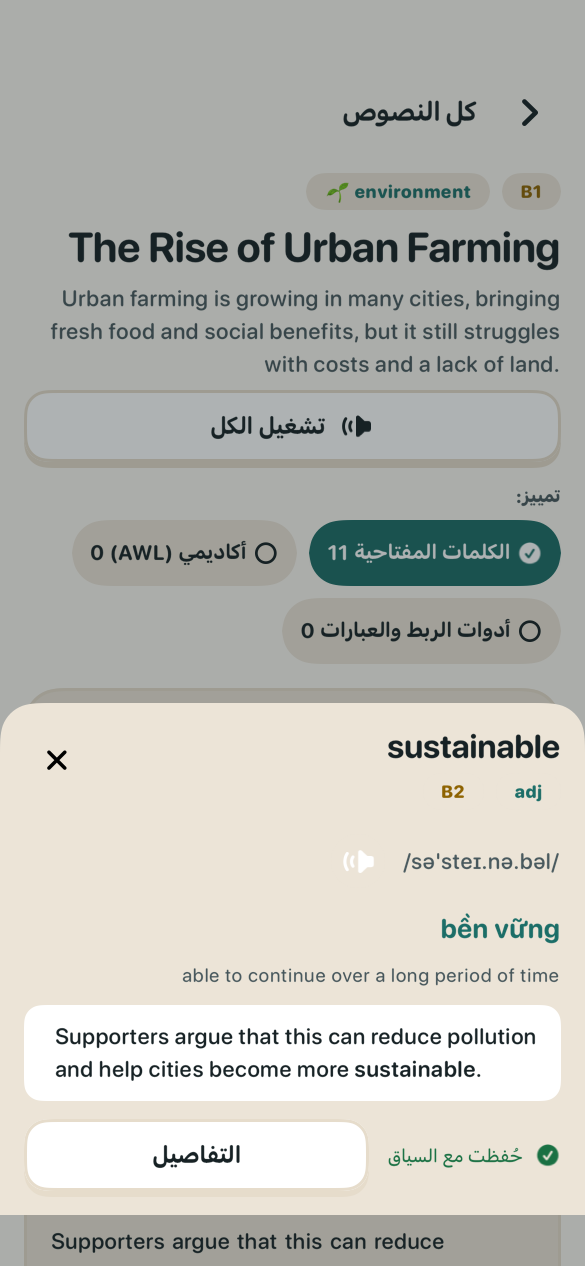 كل النصوص
B1
🌱 environment
The Rise of Urban Farming
Urban farming is growing in many cities, bringing
fresh food and social benefits, but it still struggles
with costs and a lack of land.
تشغيل الكل
تمييز:
الكلمات المفتاحية 11
أكاديمي (AWL) 0
أدوات الربط والعبارات 0
sustainable
adj
B2
/səˈsteɪ.nə.bəl/
bền vững
able to continue over a long period of time
Supporters argue that this can reduce pollution
and help cities become more sustainable.
حُفظت مع السياق
التفاصيل
Supporters argue that this can reduce